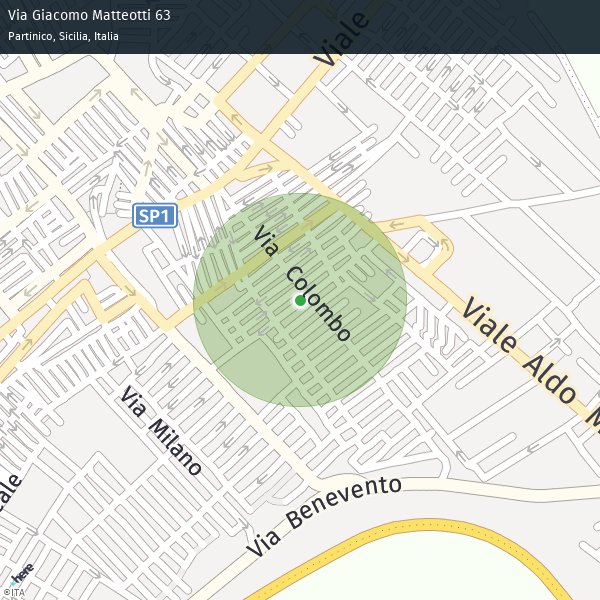 Via Giacomo Matteotti 63
Partinico, Sicilia, Italia
Viale
SP1
Via Colombo
Viale Aldo M
Via Milano
Via Benevento
here
©ITA